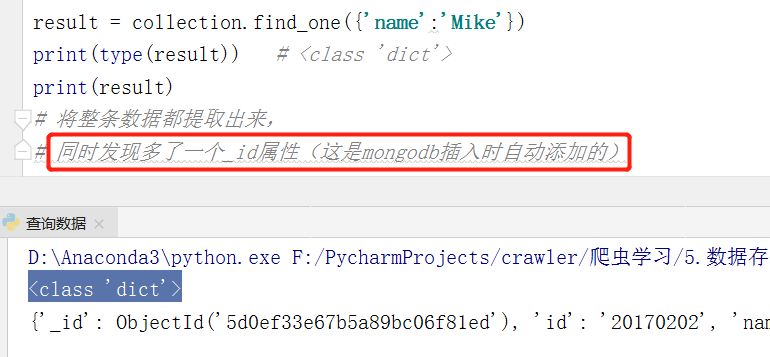 result = collection.find_one({'name':'Mike'})
print(type(result))   # <class 'dict'>
print(result)
# 将整条数据都提取出来,
# 同时发现多了一个_id属性（这是mongodb插入时自动添加的）
查询数据 ×
D:\Anaconda3\python.exe F:/PycharmProjects/crawler/爬虫学习/5.数据存
<class 'dict'>
{'_id': ObjectId('5d0ef33e67b5a89bc06f81ed'), 'id': '20170202', 'nam